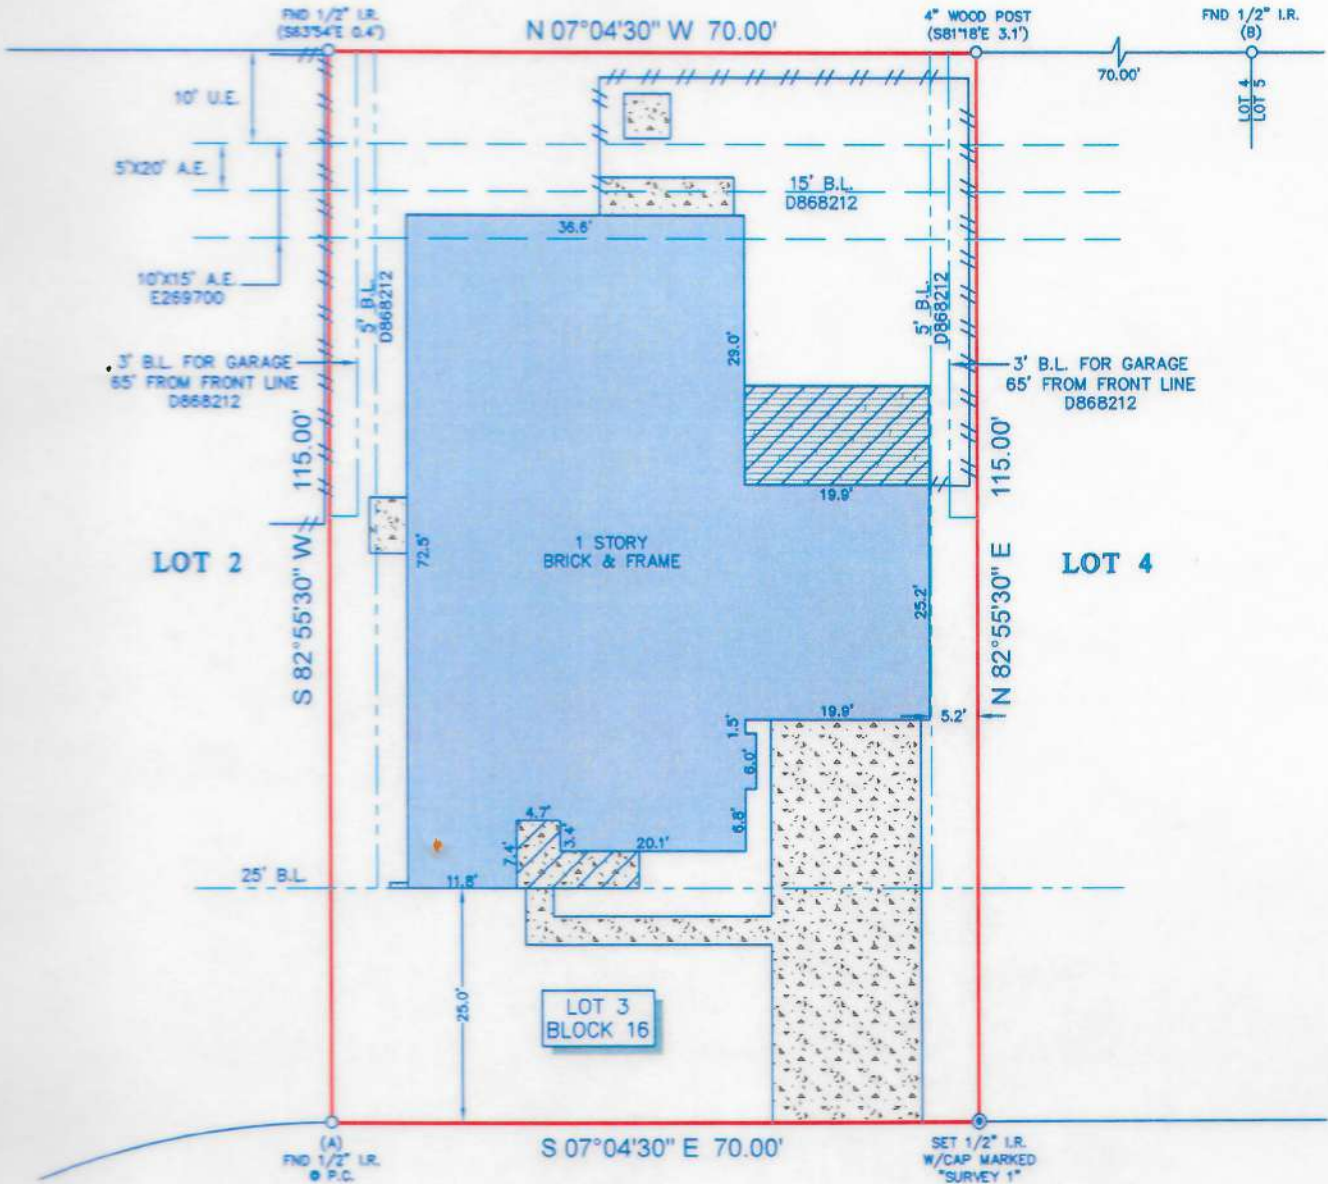 FND 1/2" I.R.
(S63°54'E 0.4')
N 07°04'30" W 70.00'
4" WOOD POST
(S81°18'E 3.1')
FND 1/2" I.R.
(B)
70.00'
LOT 4
LOT 5
10' U.E.
5'X20' A.E.
15' B.L.
D868212
36.6'
10'X15' A.E.
E269700
5' B.L.
D868212
5' B.L.
D868212
29.0'
3' B.L. FOR GARAGE
65' FROM FRONT LINE
D868212
3' B.L. FOR GARAGE
65' FROM FRONT LINE
D868212
S 82°55'30" W 115.00'
N 82°55'30" E 115.00'
19.9'
72.5'
1 STORY
BRICK & FRAME
LOT 2
LOT 4
25.2'
19.9'
5.2'
1.5'
6.0'
6.8'
4.7'
3.4'
7.4'
20.1'
25' B.L.
11.8'
25.0'
LOT 3
BLOCK 16
(A)
FND 1/2" I.R.
@ P.C.
S 07°04'30" E 70.00'
SET 1/2" I.R.
W/CAP MARKED
"SURVEY 1"